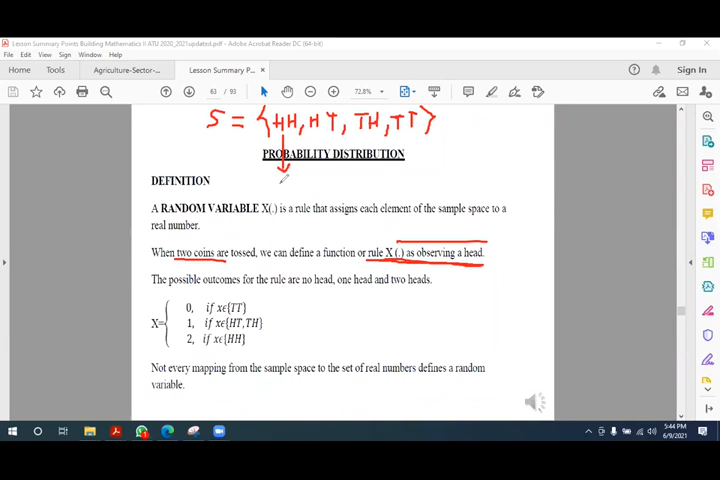 Lesson Summary Points Building Mathematics II ATU 2020_2021updated.pdf - Adobe Acrobat Reader DC (64-bit)
File Edit View Sign Window Help
Home Tools Agriculture-Sector-... Lesson Summary P... × Sign In
63 / 93 72.8%
S = {HH, HT, TH, TT}
PROBABILITY DISTRIBUTION
DEFINITION
A RANDOM VARIABLE X(.) is a rule that assigns each element of the sample space to a
real number.
When two coins are tossed, we can define a function or rule X (.) as observing a head.
The possible outcomes for the rule are no head, one head and two heads.
0, if xϵ{TT}
X={ 1, if xϵ{HT,TH}
2, if xϵ{HH}
Not every mapping from the sample space to the set of real numbers defines a random
variable.
5:44 PM
6/9/2021